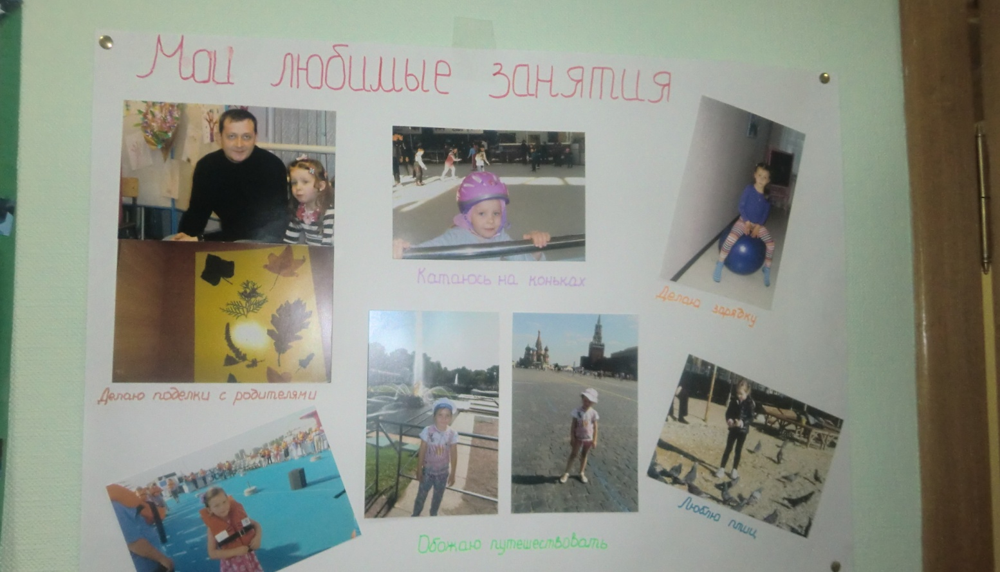 Мои любимые занятия
Катаюсь на коньках
Делаю зарядку
Делаю поделки с родителями
Люблю птиц
Обожаю путешествовать